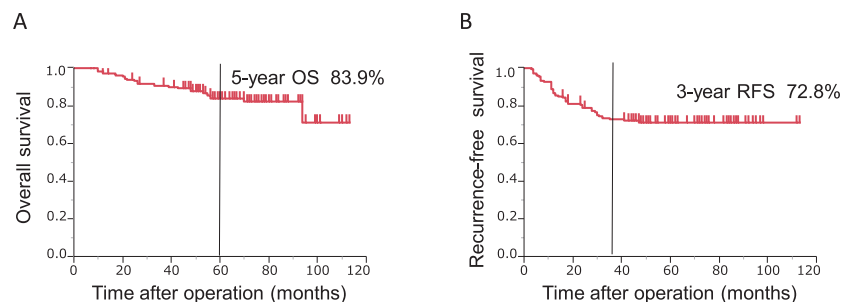 A
Overall survival
1.0
0.8
0.6
0.4
0.2
0.0
5-year OS 83.9%
0 20 40 60 80 100 120
Time after operation (months)
B
Recurrence-free survival
1.0
0.8
0.6
0.4
0.2
0.0
3-year RFS 72.8%
0 20 40 60 80 100 120
Time after operation (months)